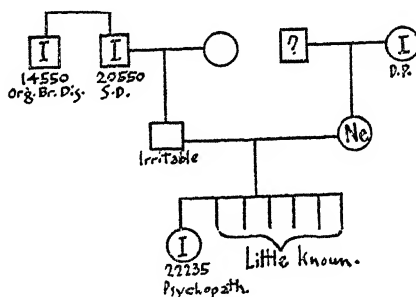 I
I
?
I
14550
Org. Br. Dis.
20550
S.D.
D.P.
Irritable
Ne
I
Little Known.
22235
Psychopath.